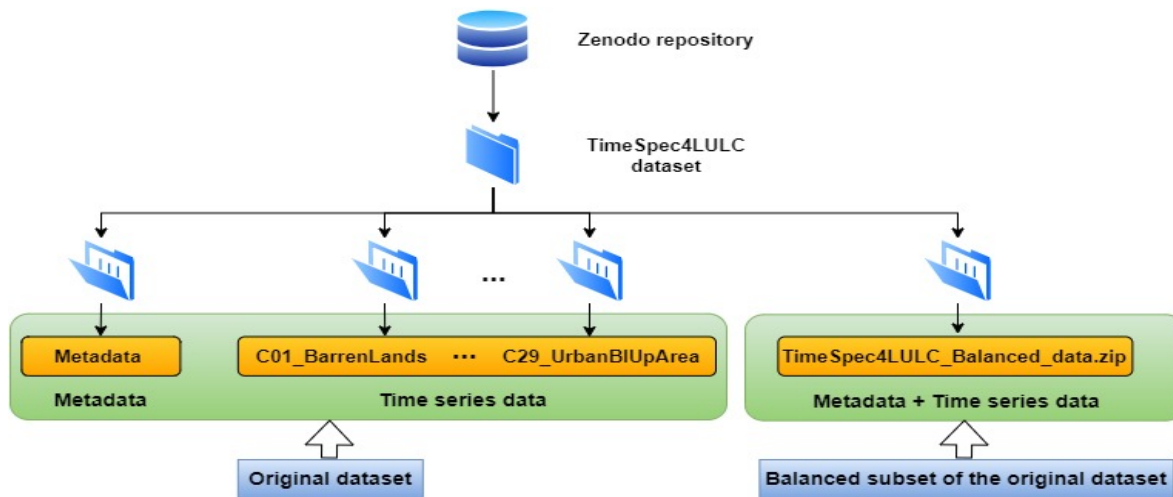 Zenodo repository
TimeSpec4LULC
dataset
...
Metadata
C01_BarrenLands ... C29_UrbanBlUpArea
TimeSpec4LULC_Balanced_data.zip
Metadata
Time series data
Metadata + Time series data
Original dataset
Balanced subset of the original dataset